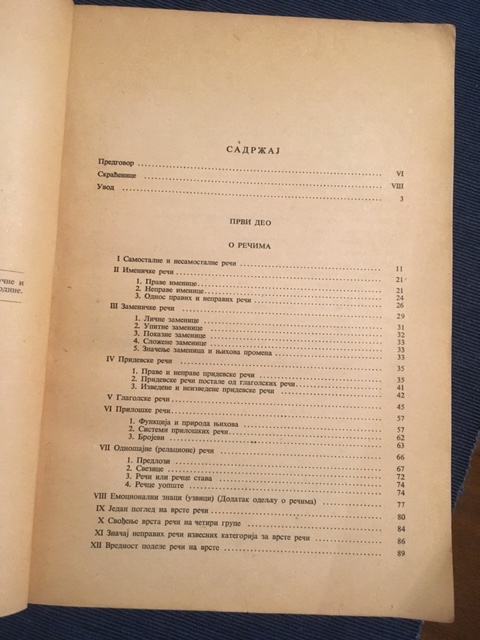 САДРЖАЈ
Предговор VI
Скраћенице VIII
Увод 3
ПРВИ ДЕО
О РЕЧИМА
I Самосталне и несамосталне речи 11
II Именичке речи 21
1. Праве именице 21
2. Неправе именице 24
3. Однос правих и неправих речи 26
III Заменичке речи 29
1. Личне заменице 31
2. Упитне заменице 32
3. Показне заменице 33
4. Сложене заменице 33
5. Значење заменица и њихова промена 33
IV Придевске речи 35
1. Праве и неправе придевске речи 35
2. Придевске речи постале од глаголских речи 41
3. Изведене и неизведене придевске речи 42
V Глаголске речи 45
VI Прилошке речи 57
1. Функција и природа њихова 57
2. Системи прилошких речи 62
3. Бројеви 63
VII Односнајне (релационе) речи 66
1. Предлози 67
2. Свезице 72
3. Речи или речце става 74
4. Речце уопште 74
VIII Емоционални знаци (узвици) (Додатак одељку о речима) 77
IX Један поглед на врсте речи 80
X Свођење врста речи на четири групе 84
XI Значај неправих речи извесних категорија за врсте речи 86
XII Вредност поделе речи на врсте 89
учне и
одине.